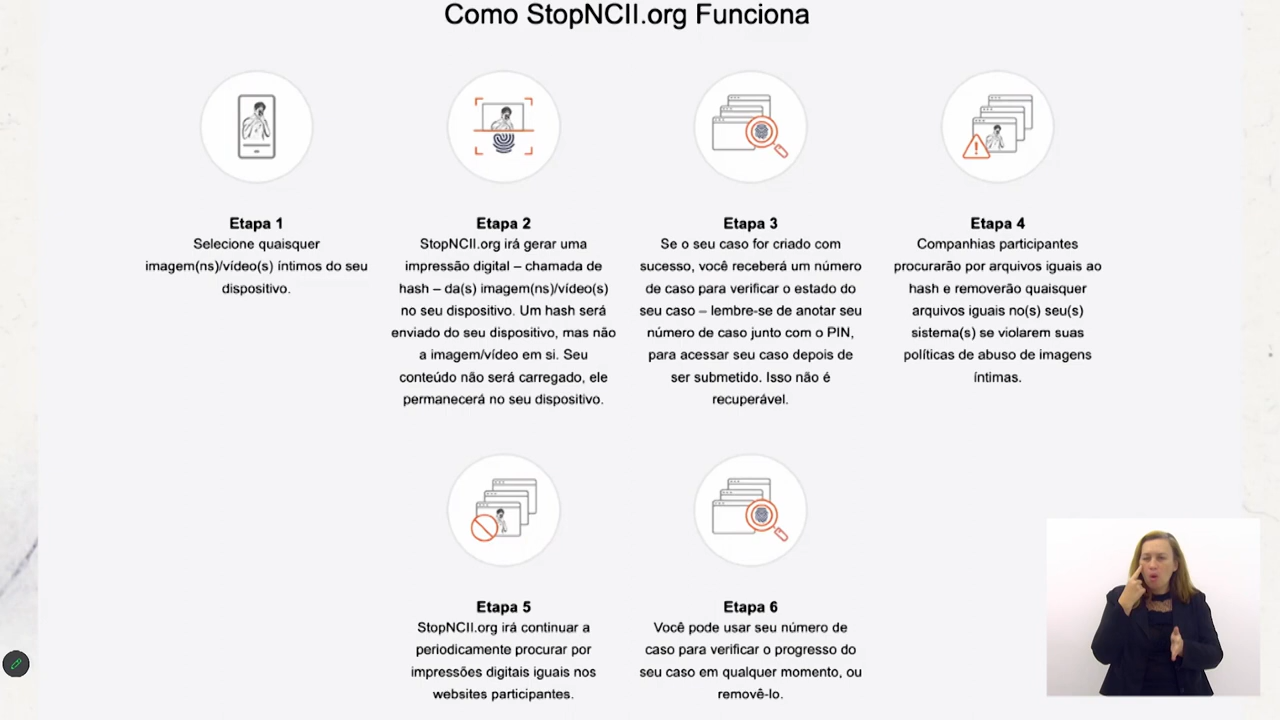 Como StopNCII.org Funciona
Etapa 1
Selecione quaisquer
imagem(ns)/vídeo(s) íntimos do seu
dispositivo.
Etapa 2
StopNCII.org irá gerar uma
impressão digital – chamada de
hash – da(s) imagem(ns)/vídeo(s)
no seu dispositivo. Um hash será
enviado do seu dispositivo, mas não
a imagem/vídeo em si. Seu
conteúdo não será carregado, ele
permanecerá no seu dispositivo.
Etapa 3
Se o seu caso for criado com
sucesso, você receberá um número
de caso para verificar o estado do
seu caso – lembre-se de anotar seu
número de caso junto com o PIN,
para acessar seu caso depois de
ser submetido. Isso não é
recuperável.
Etapa 4
Companhias participantes
procurarão por arquivos iguais ao
hash e removerão quaisquer
arquivos iguais no(s) seu(s)
sistema(s) se violarem suas
políticas de abuso de imagens
íntimas.
Etapa 5
StopNCII.org irá continuar a
periodicamente procurar por
impressões digitais iguais nos
websites participantes.
Etapa 6
Você pode usar seu número de
caso para verificar o progresso do
seu caso em qualquer momento, ou
removê-lo.